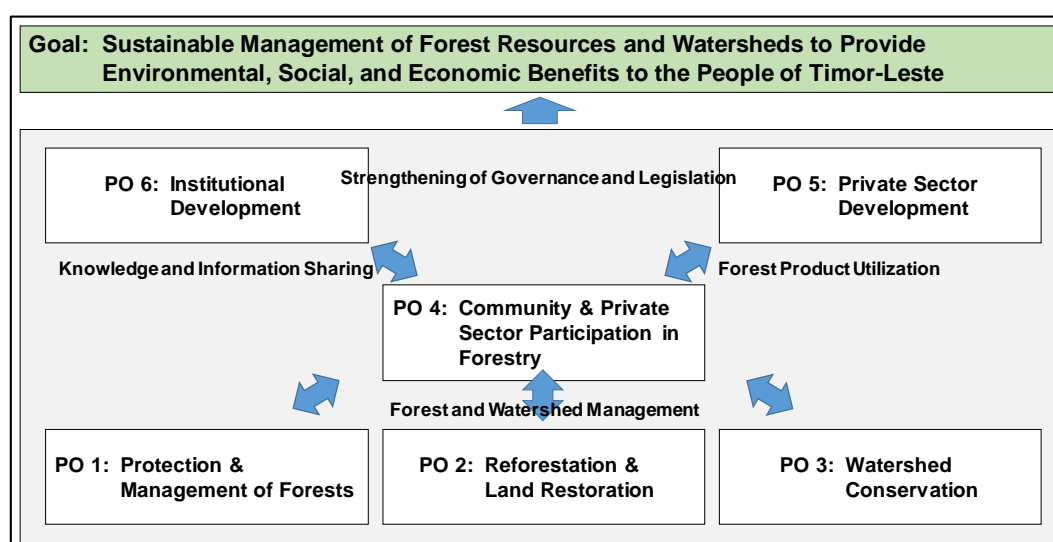 Goal: Sustainable Management of Forest Resources and Watersheds to Provide
Environmental, Social, and Economic Benefits to the People of Timor-Leste
PO 6: Institutional
Development
Strengthening of Governance and Legislation
PO 5: Private Sector
Development
Knowledge and Information Sharing
Forest Product Utilization
PO 4: Community & Private
Sector Participation in
Forestry
Forest and Watershed Management
PO 1: Protection &
Management of Forests
PO 2: Reforestation &
Land Restoration
PO 3: Watershed
Conservation